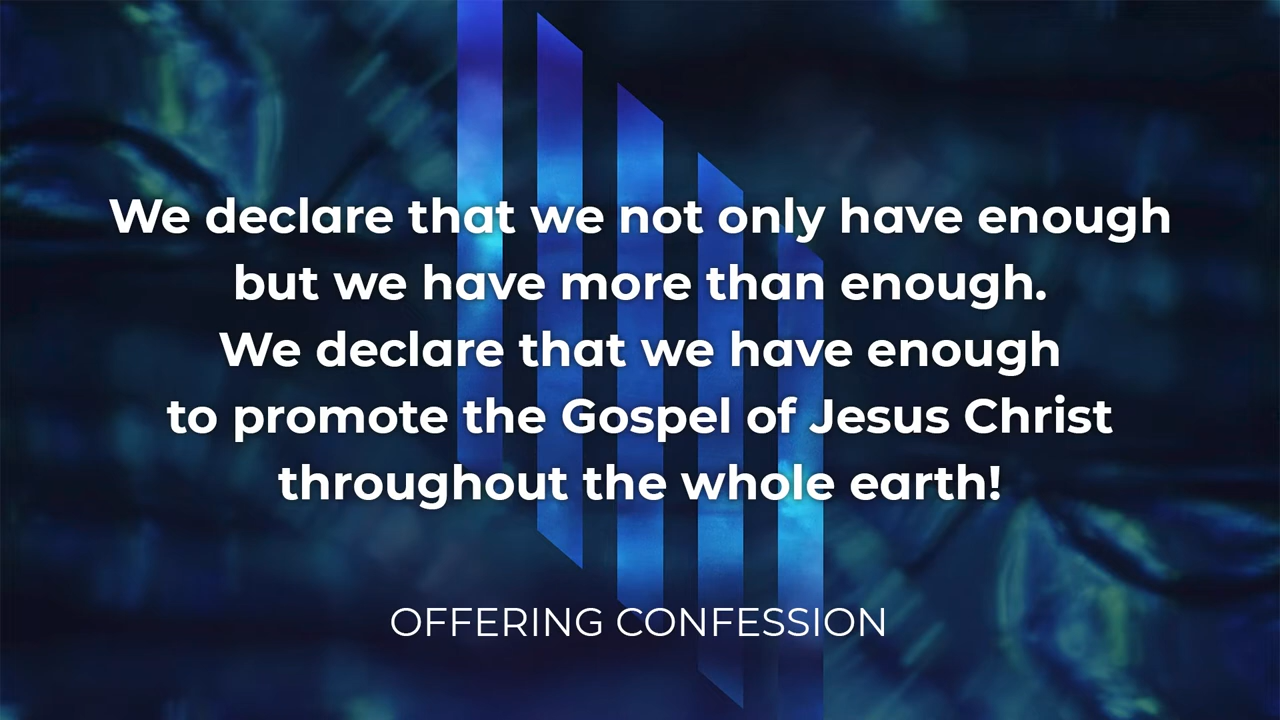 We declare that we not only have enough
but we have more than enough.
We declare that we have enough
to promote the Gospel of Jesus Christ
throughout the whole earth!
OFFERING CONFESSION